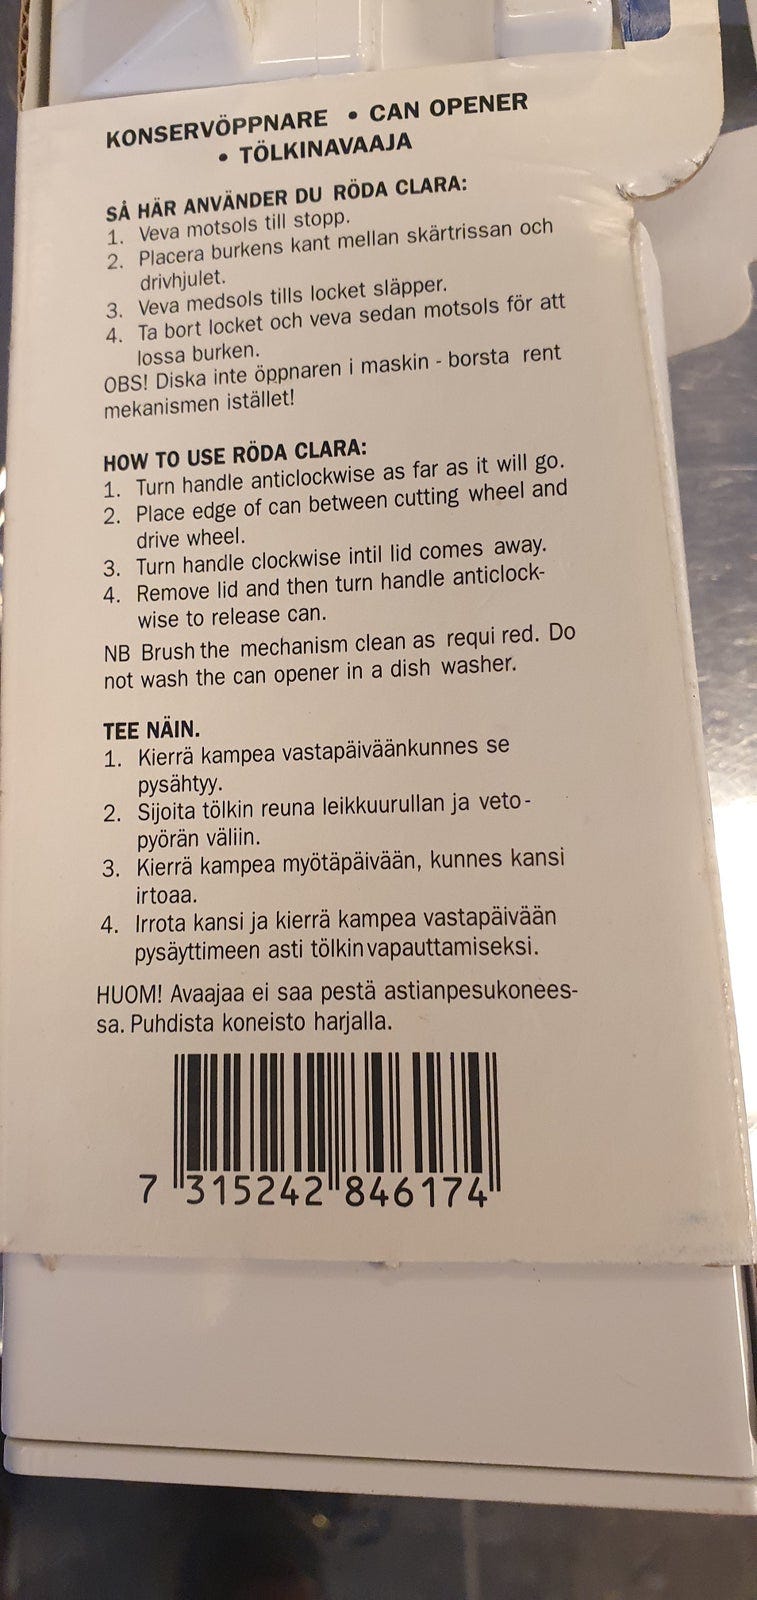 KONSERVÖPPNARE • CAN OPENER
• TÖLKINAVAAJA
SÅ HÄR ANVÄNDER DU RÖDA CLARA:
1. Veva motsols till stopp.
2. Placera burkens kant mellan skärtrissan och
drivhjulet.
3. Veva medsols tills locket släpper.
4. Ta bort locket och veva sedan motsols för att
lossa burken.
OBS! Diska inte öppnaren i maskin - borsta rent
mekanismen istället!
HOW TO USE RÖDA CLARA:
1. Turn handle anticlockwise as far as it will go.
2. Place edge of can between cutting wheel and
drive wheel.
3. Turn handle clockwise intil lid comes away.
4. Remove lid and then turn handle anticlock-
wise to release can.
NB Brush the mechanism clean as requi red. Do
not wash the can opener in a dish washer.
TEE NÄIN.
1. Kierrä kampea vastapäiväänkunnes se
pysähtyy.
2. Sijoita tölkin reuna leikkuurullan ja veto-
pyörän väliin.
3. Kierrä kampea myötäpäivään, kunnes kansi
irtoaa.
4. Irrota kansi ja kierrä kampea vastapäivään
pysäyttimeen asti tölkin vapauttamiseksi.
HUOM! Avaajaa ei saa pestä astianpesukonees-
sa. Puhdista koneisto harjalla.
7 315242 846174